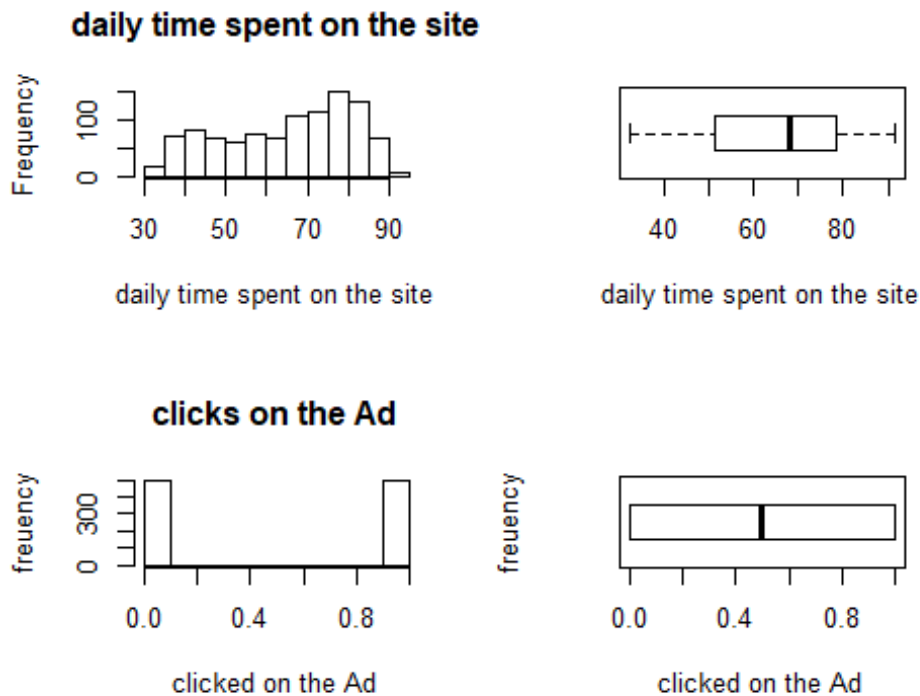 daily time spent on the site
Frequency
0 100
30 50 70 90
daily time spent on the site
40 60 80
daily time spent on the site
clicks on the Ad
freuency
0 300
0.0 0.4 0.8
clicked on the Ad
freuency
0.0 0.4 0.8
clicked on the Ad